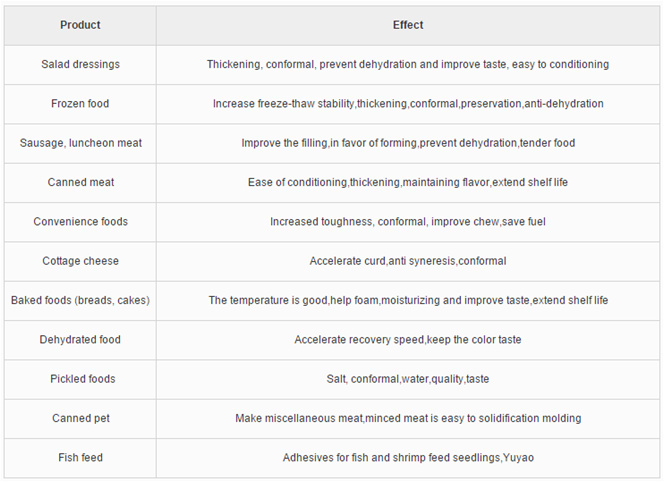 Product Effect
Salad dressings Thickening, conformal, prevent dehydration and improve taste, easy to conditioning
Frozen food Increase freeze-thaw stability,thickening,conformal,preservation,anti-dehydration
Sausage, luncheon meat Improve the filling,in favor of forming,prevent dehydration,tender food
Canned meat Ease of conditioning,thickening,maintaining flavor,extend shelf life
Convenience foods Increased toughness, conformal, improve chew,save fuel
Cottage cheese Accelerate curd,anti syneresis,conformal
Baked foods (breads, cakes) The temperature is good,help foam,moisturizing and improve taste,extend shelf life
Dehydrated food Accelerate recovery speed,keep the color taste
Pickled foods Salt, conformal,water,quality,taste
Canned pet Make miscellaneous meat,minced meat is easy to solidification molding
Fish feed Adhesives for fish and shrimp feed seedlings,Yuyao